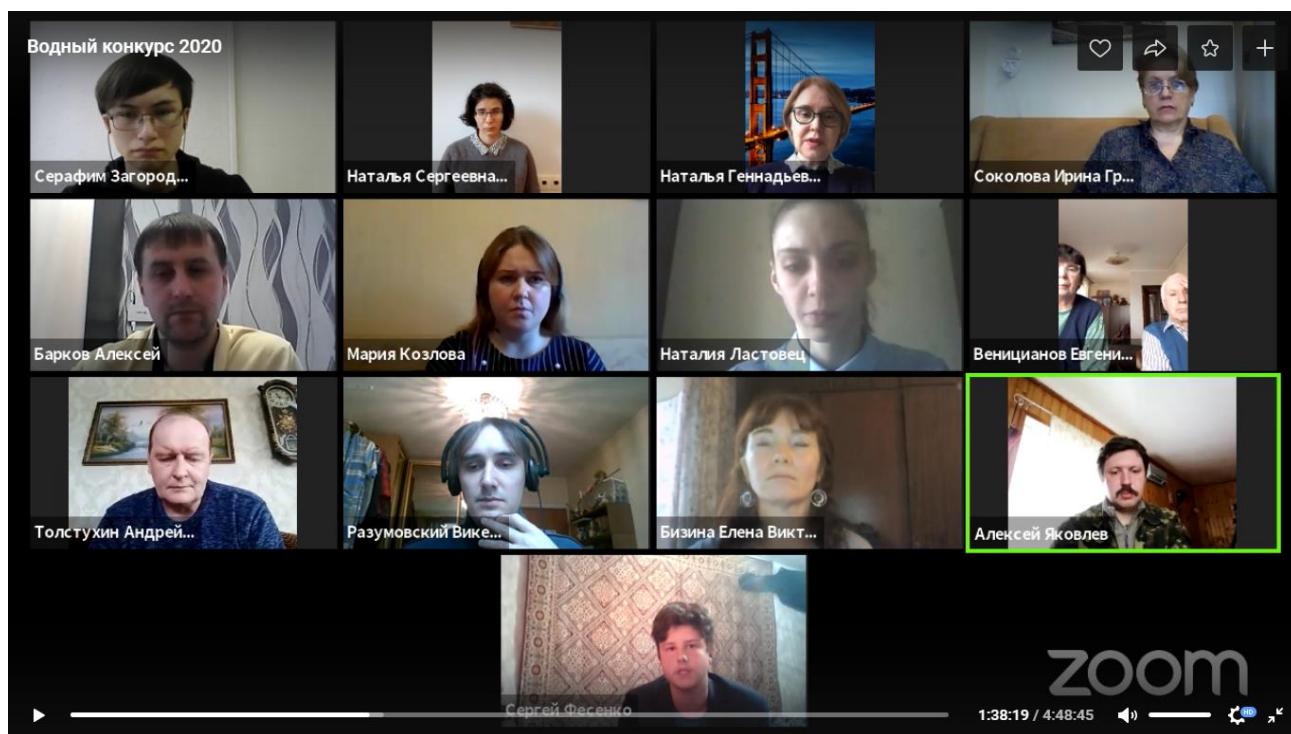 Водный конкурс 2020
Серафим Загород...
Наталья Сергеевна...
Наталья Геннадьев...
Соколова Ирина Гр...
Барков Алексей
Мария Козлова
Наталия Ластовец
Веницианов Евгени...
Толстухин Андрей...
Разумовский Вике...
Бизина Елена Викт...
Алексей Яковлев
Сергей Фесенко
zoom
1:38:19 / 4:48:45
HD